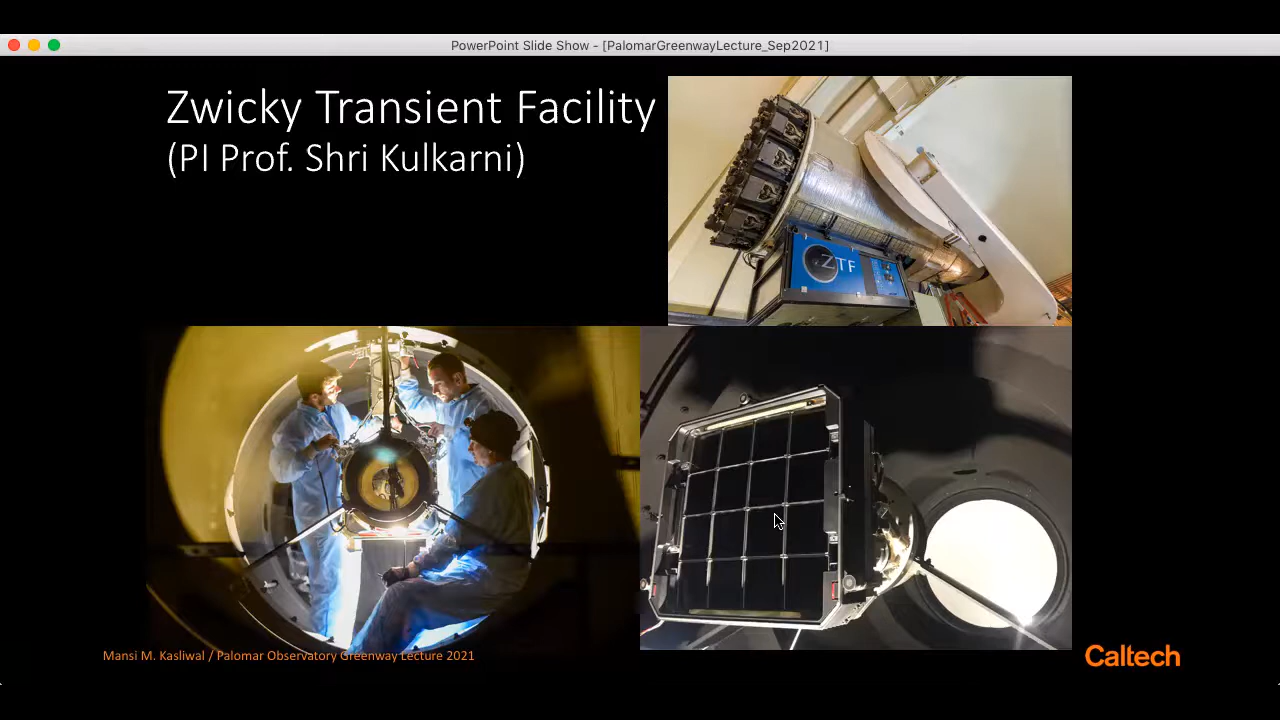 PowerPoint Slide Show - [PalomarGreenwayLecture_Sep2021]
Zwicky Transient Facility
(PI Prof. Shri Kulkarni)
ZTF
Mansi M. Kasliwal / Palomar Observatory Greenway Lecture 2021
Caltech